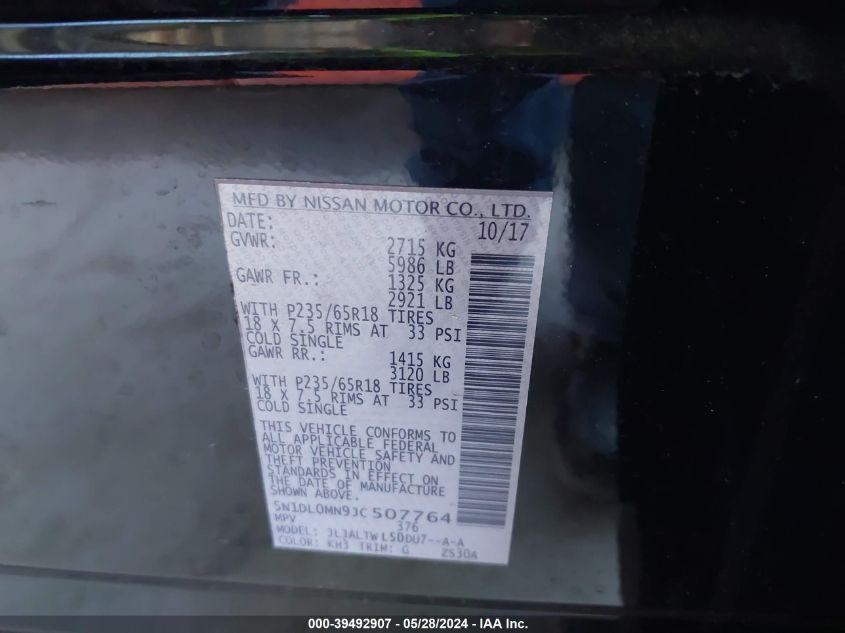 MFD BY NISSAN MOTOR CO., LTD.
DATE: 10/17
GVWR: 2715 KG
5986 LB
GAWR FR.: 1325 KG
2921 LB
WITH P235/65R18 TIRES
18 X 7.5 RIMS AT 33 PSI
COLD SINGLE
GAWR RR.: 1415 KG
3120 LB
WITH P235/65R18 TIRES
18 X 7.5 RIMS AT 33 PSI
COLD SINGLE
THIS VEHICLE CONFORMS TO
ALL APPLICABLE FEDERAL
MOTOR VEHICLE SAFETY AND
THEFT PREVENTION
STANDARDS IN EFFECT ON
THE DATE OF MANUFACTURE
SHOWN ABOVE.
5N1DL0MN9JC507764
MPV 376
MODEL: JLJALTWL50DU7--A-A
COLOR: KH3 TRIM: G 2S30A
000-39492907 - 05/28/2024 - IAA Inc.